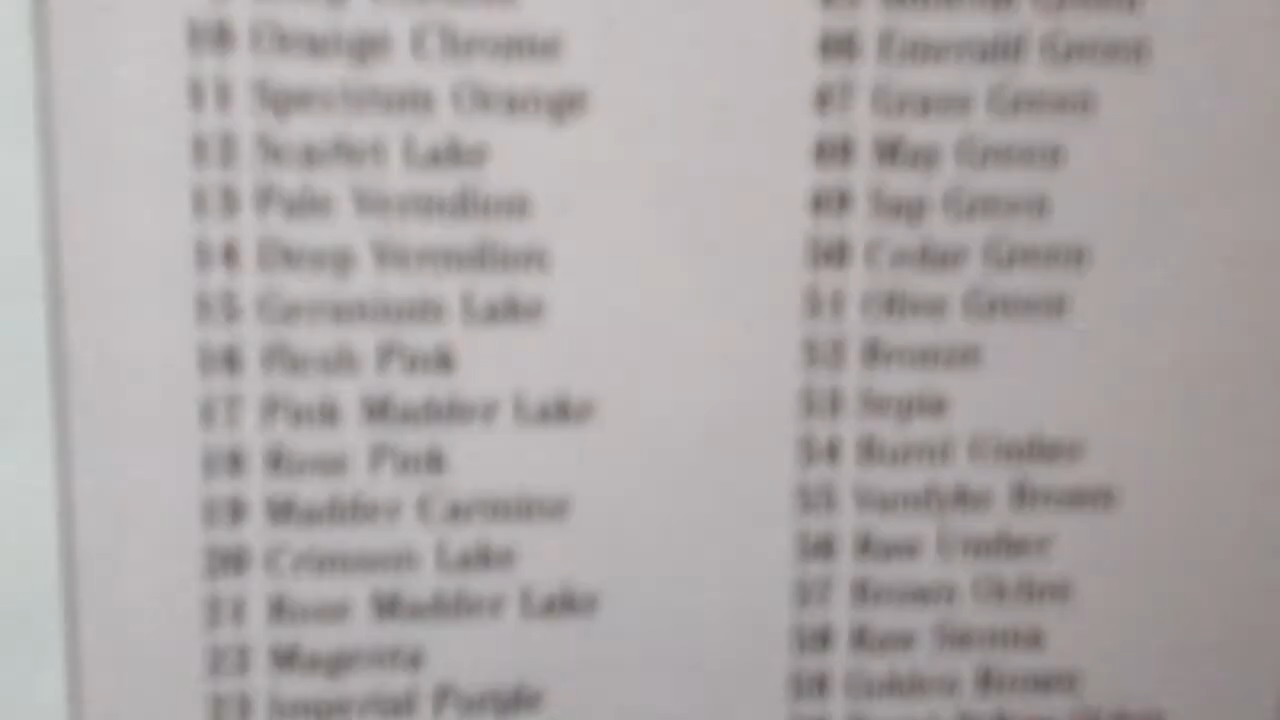 10 Orange Chrome
11 Spectrum Orange
12 Scarlet Lake
13 Pale Vermilion
14 Deep Vermilion
15 Geranium Lake
16 Flesh Pink
17 Pink Madder Lake
18 Rose Pink
19 Madder Carmine
20 Crimson Lake
21 Rose Madder Lake
22 Magenta
23 Imperial Purple
Green
46 Emerald Green
47 Grass Green
48 May Green
49 Sap Green
50 Cedar Green
51 Olive Green
52 Bronze
53 Sepia
54 Burnt Umber
55 Vandyke Brown
56 Raw Umber
57 Brown Ochre
58 Raw Sienna
59 Golden Brown